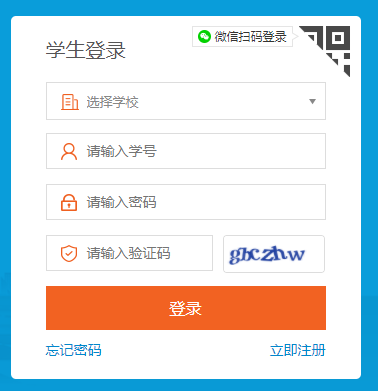 微信扫码登录
学生登录
选择学校
请输入学号
请输入密码
请输入验证码
gbczhw
登录
忘记密码
立即注册